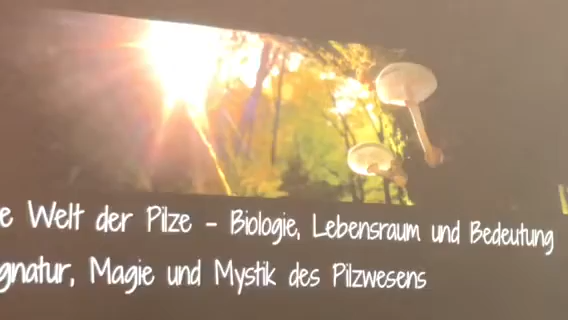 e Welt der Pilze - Biologie, Lebensraum und Bedeutung
gnatur, Magie und Mystik des Pilzwesens